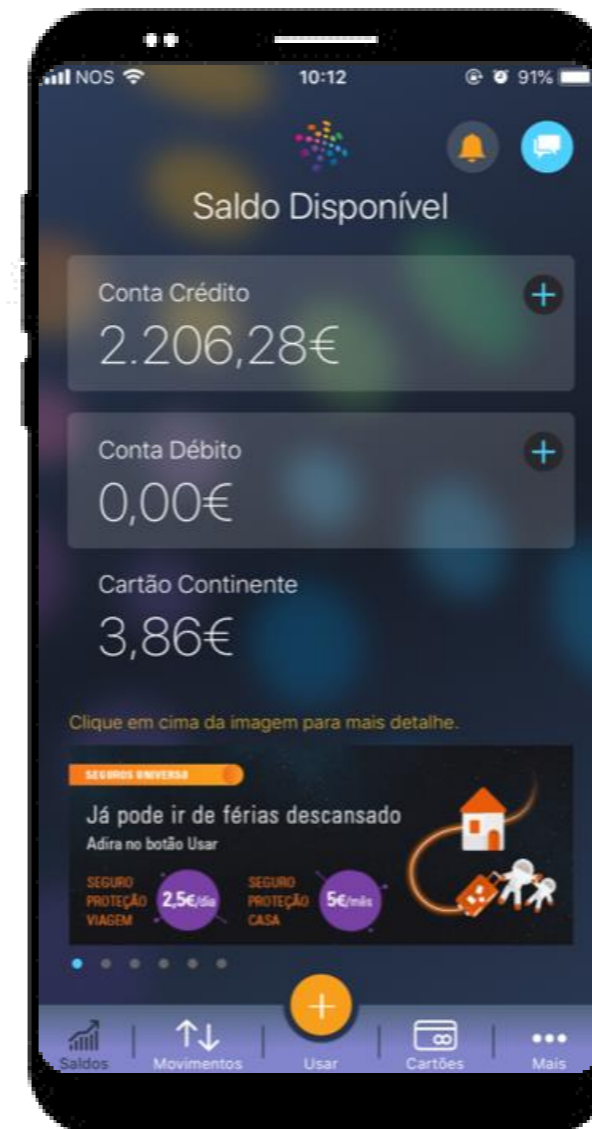 NOS 10:12 91%
Saldo Disponível
Conta Crédito
2.206,28€
Conta Débito
0,00€
Cartão Continente
3,86€
Clique em cima da imagem para mais detalhe.
SEGUROS UNIVERSO
Já pode ir de férias descansado
Adira no botão Usar
SEGURO PROTEÇÃO VIAGEM
2,5€/dia
SEGURO PROTEÇÃO CASA
5€/mês
Saldos Movimentos Usar Cartões Mais